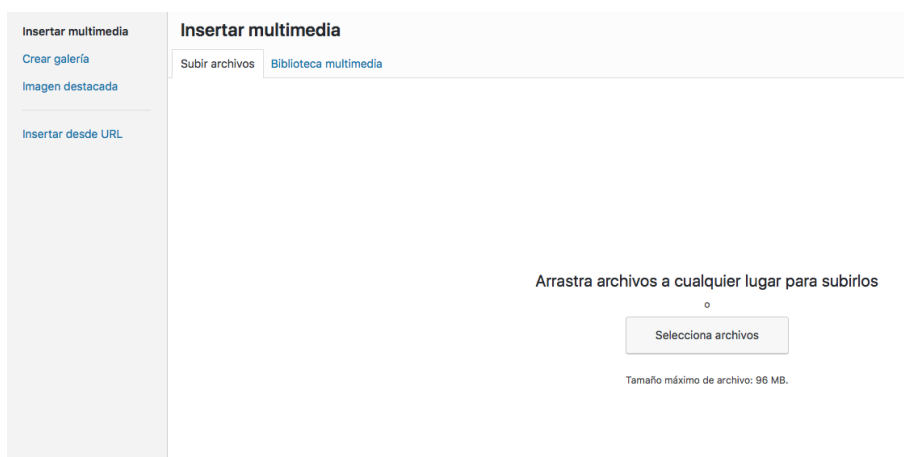 Insertar multimedia
Crear galería
Imagen destacada
Insertar desde URL
Insertar multimedia
Subir archivos
Biblioteca multimedia
Arrastra archivos a cualquier lugar para subirlos
o
Selecciona archivos
Tamaño máximo de archivo: 96 MB.